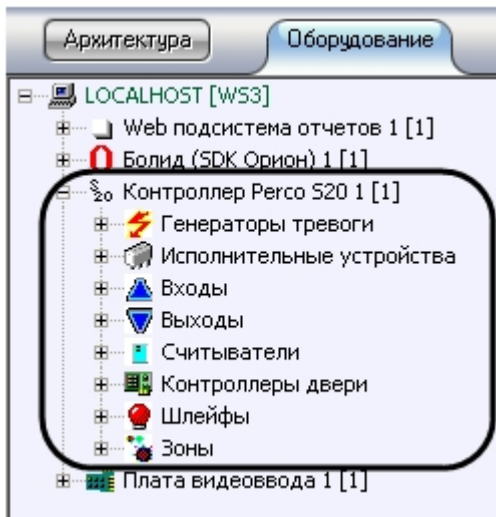 Архитектура
Оборудование
LOCALHOST [WS3]
Web подсистема отчетов 1 [1]
Болид (SDK Орион) 1 [1]
Контроллер Perco S20 1 [1]
Генераторы тревоги
Исполнительные устройства
Входы
Выходы
Считыватели
Контроллеры двери
Шлейфы
Зоны
Плата видеоввода 1 [1]